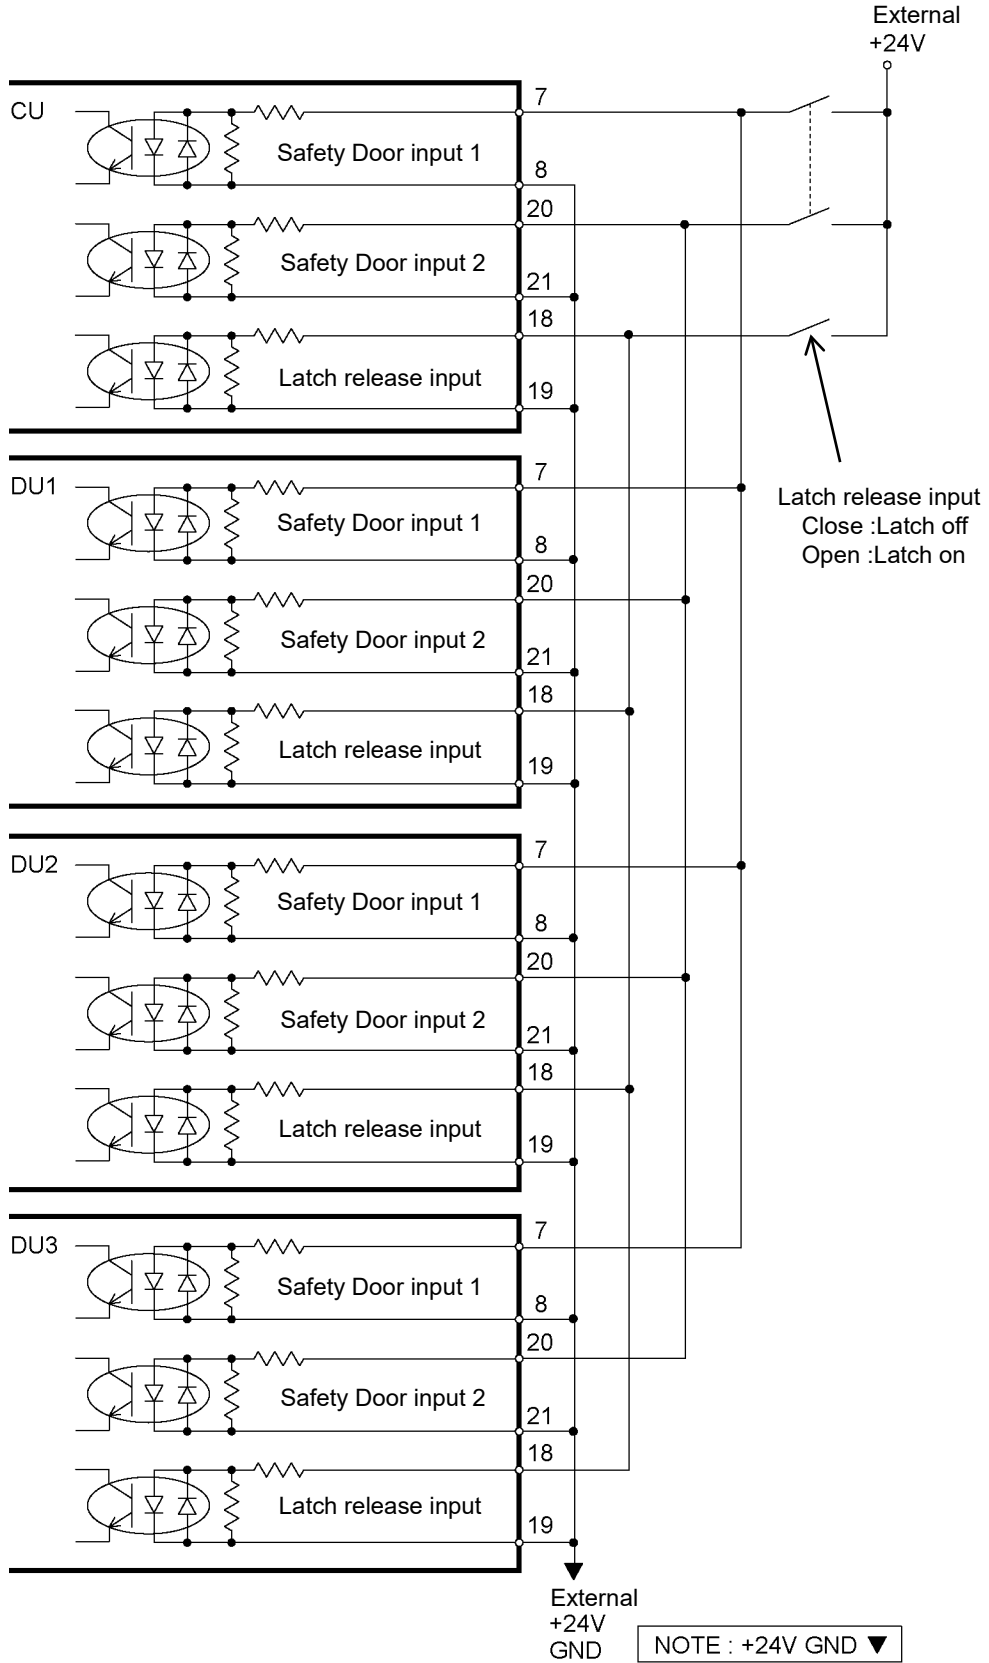 External
+24V
CU
7
Safety Door input 1
8
20
Safety Door input 2
21
18
Latch release input
19
DU1
7
Safety Door input 1
8
20
Safety Door input 2
21
18
Latch release input
19
Latch release input
Close :Latch off
Open :Latch on
DU2
7
Safety Door input 1
8
20
Safety Door input 2
21
18
Latch release input
19
DU3
7
Safety Door input 1
8
20
Safety Door input 2
21
18
Latch release input
19
External
+24V
GND
NOTE : +24V GND ▼